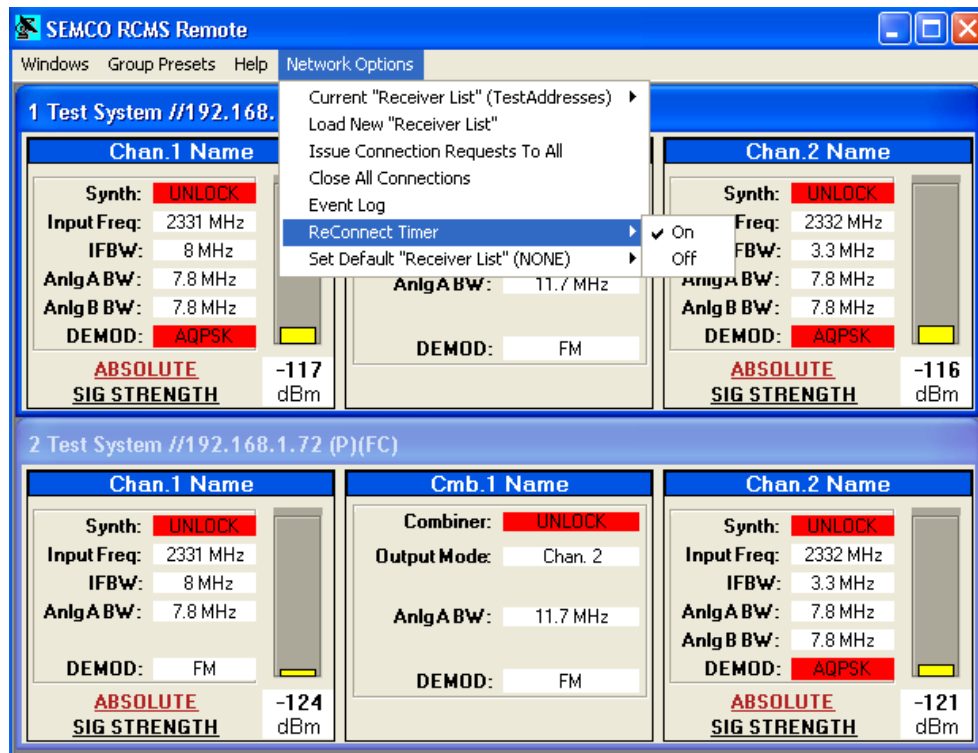 SEMCO RCMS Remote
Windows Group Presets Help Network Options
Current "Receiver List" (TestAddresses)
Load New "Receiver List"
Issue Connection Requests To All
Close All Connections
Event Log
ReConnect Timer
Set Default "Receiver List" (NONE)
On
Off
1 Test System //192.168.
Chan.1 Name
Synth: UNLOCK
Input Freq: 2331 MHz
IFBW: 8 MHz
Anlg A BW: 7.8 MHz
Anlg B BW: 7.8 MHz
DEMOD: AQPSK
ABSOLUTE
SIG STRENGTH
-117
dBm
Anlg A BW: 11.7 MHz
DEMOD: FM
Chan.2 Name
Synth: UNLOCK
Freq: 2332 MHz
FBW: 3.3 MHz
Anlg A BW: 7.8 MHz
Anlg B BW: 7.8 MHz
DEMOD: AQPSK
ABSOLUTE
SIG STRENGTH
-116
dBm
2 Test System //192.168.1.72 (P)(FC)
Chan.1 Name
Synth: UNLOCK
Input Freq: 2331 MHz
IFBW: 8 MHz
Anlg A BW: 7.8 MHz
DEMOD: FM
ABSOLUTE
SIG STRENGTH
-124
dBm
Cmb.1 Name
Combiner: UNLOCK
Output Mode: Chan. 2
Anlg A BW: 11.7 MHz
DEMOD: FM
Chan.2 Name
Synth: UNLOCK
Input Freq: 2332 MHz
IFBW: 3.3 MHz
Anlg A BW: 7.8 MHz
Anlg B BW: 7.8 MHz
DEMOD: AQPSK
ABSOLUTE
SIG STRENGTH
-121
dBm